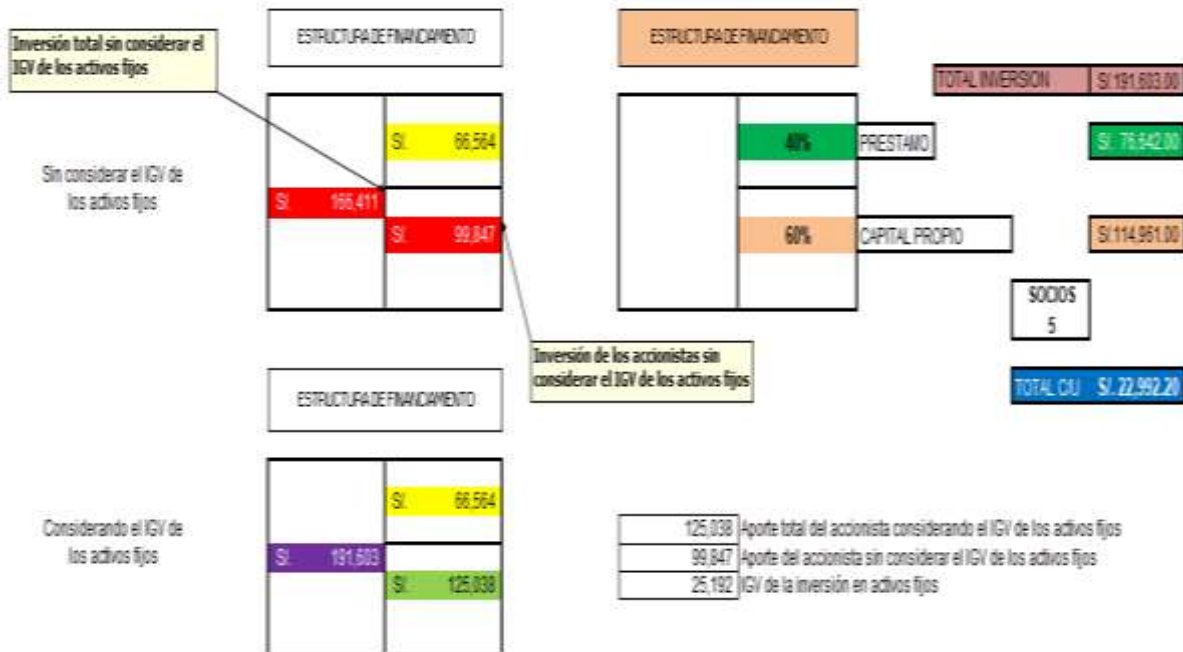 ESTRUCTURA DE FINANCIAMIENTO
ESTRUCTURA DE FINANCIAMIENTO
Inversión total sin considerar el
IGV de los activos fijos
TOTAL INVERSION S/.191,603.00
S/. 66,564
40% PRESTAMO S/. 76,642.00
Sin considerar el IGV de
los activos fijos
S/. 166,411
S/. 99,847
60% CAPITAL PROPIO S/.114,961.00
SOCIOS
5
Inversión de los accionistas sin
considerar el IGV de los activos fijos
TOTAL C/U S/. 22,992.20
ESTRUCTURA DE FINANCIAMIENTO
S/. 66,564
Considerando el IGV de
los activos fijos
S/. 191,603
S/. 125,038
125,038 Aporte total del accionista considerando el IGV de los activos fijos
99,847 Aporte del accionista sin considerar el IGV de los activos fijos
25,192 IGV de la inversión en activos fijos